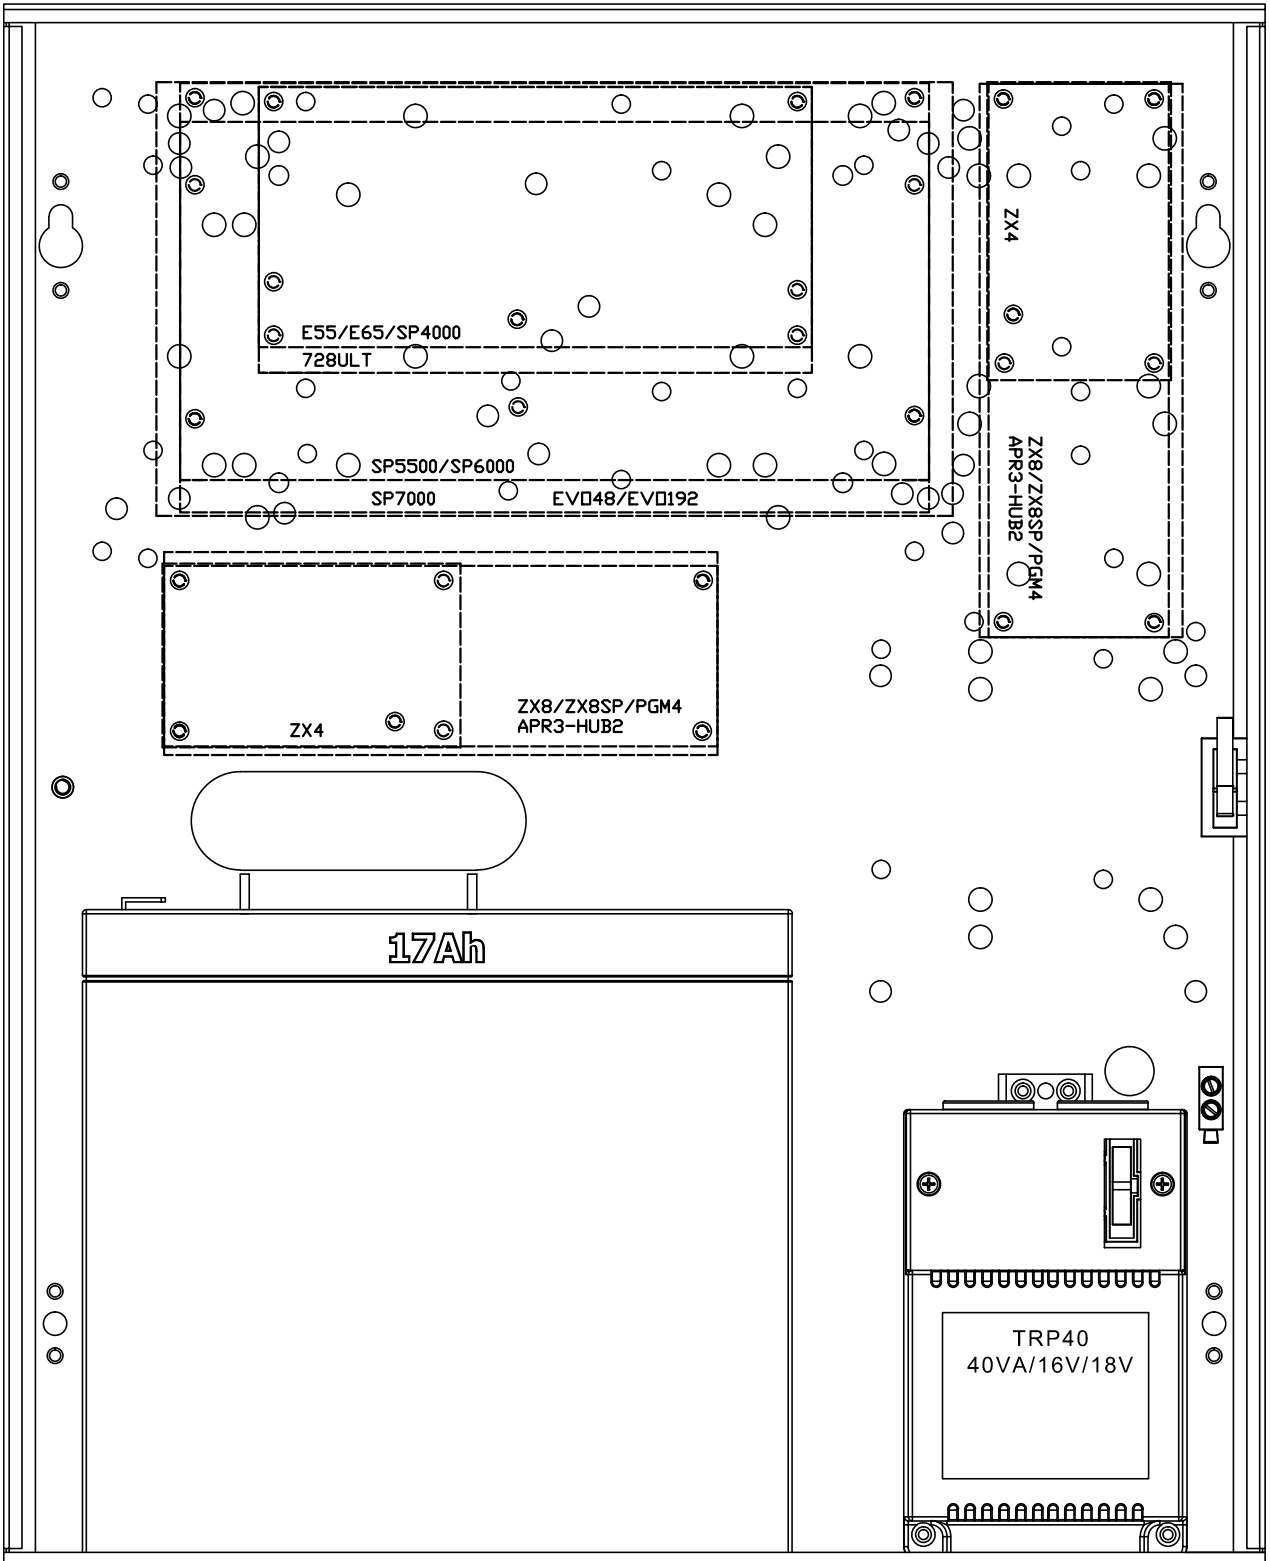 ZX4
E55/E65/SP4000
728ULT
SP5500/SP6000
SP7000
EVO48/EVO192
ZX8/ZX8SP/PGM4
APR3-HUB2
ZX4
ZX8/ZX8SP/PGM4
APR3-HUB2
17Ah
TRP40
40VA/16V/18V